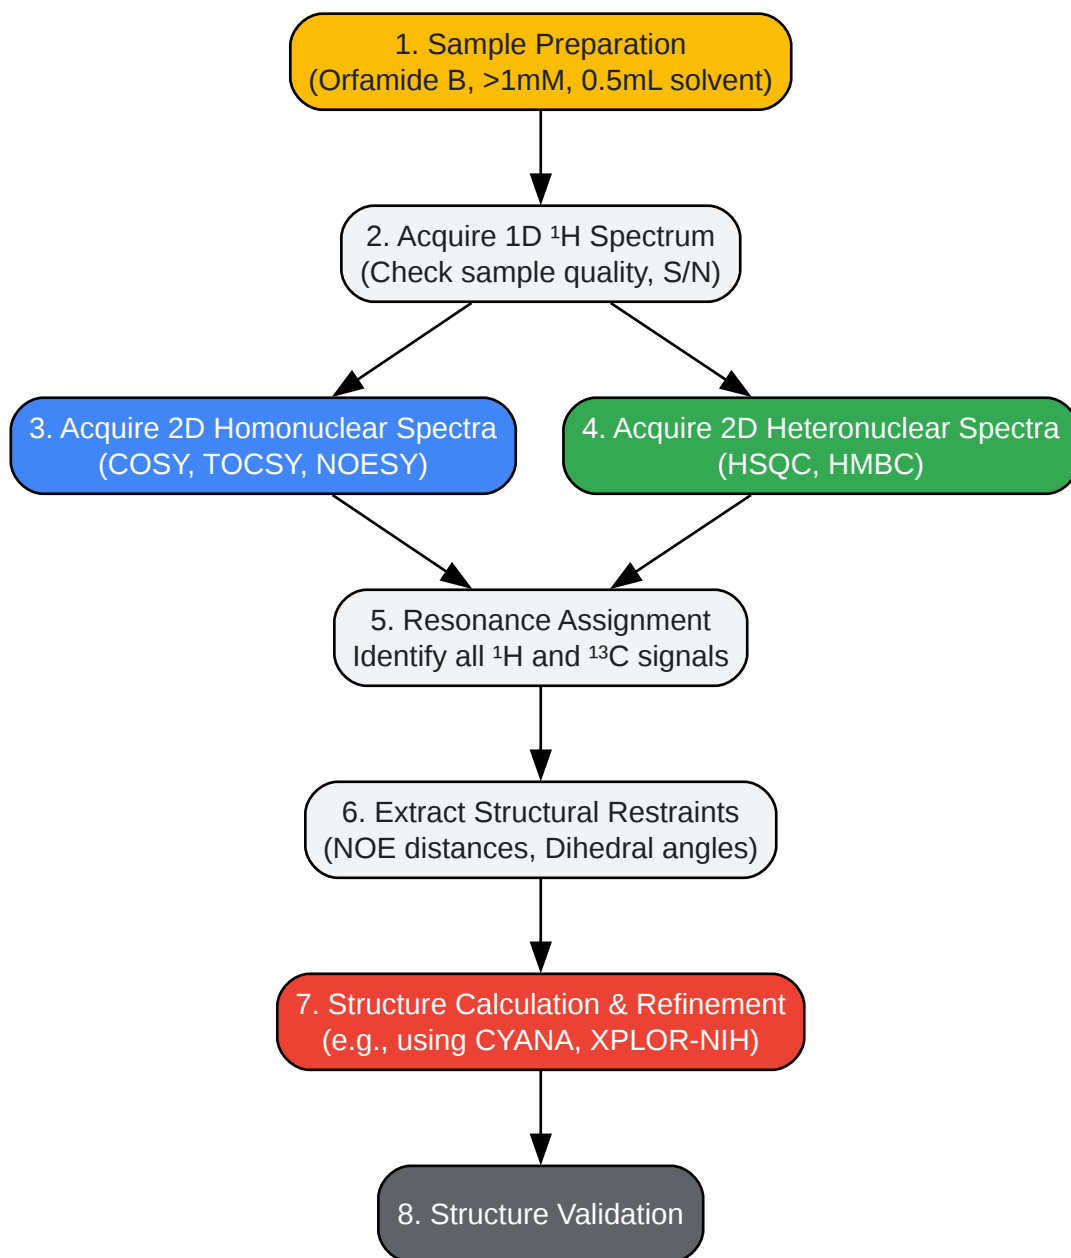 1. Sample Preparation
(Orfamide B, >1mM, 0.5mL solvent)
2. Acquire 1D ¹H Spectrum
(Check sample quality, S/N)
3. Acquire 2D Homonuclear Spectra
(COSY, TOCSY, NOESY)
4. Acquire 2D Heteronuclear Spectra
(HSQC, HMBC)
5. Resonance Assignment
Identify all ¹H and ¹³C signals
6. Extract Structural Restraints
(NOE distances, Dihedral angles)
7. Structure Calculation & Refinement
(e.g., using CYANA, XPLOR-NIH)
8. Structure Validation